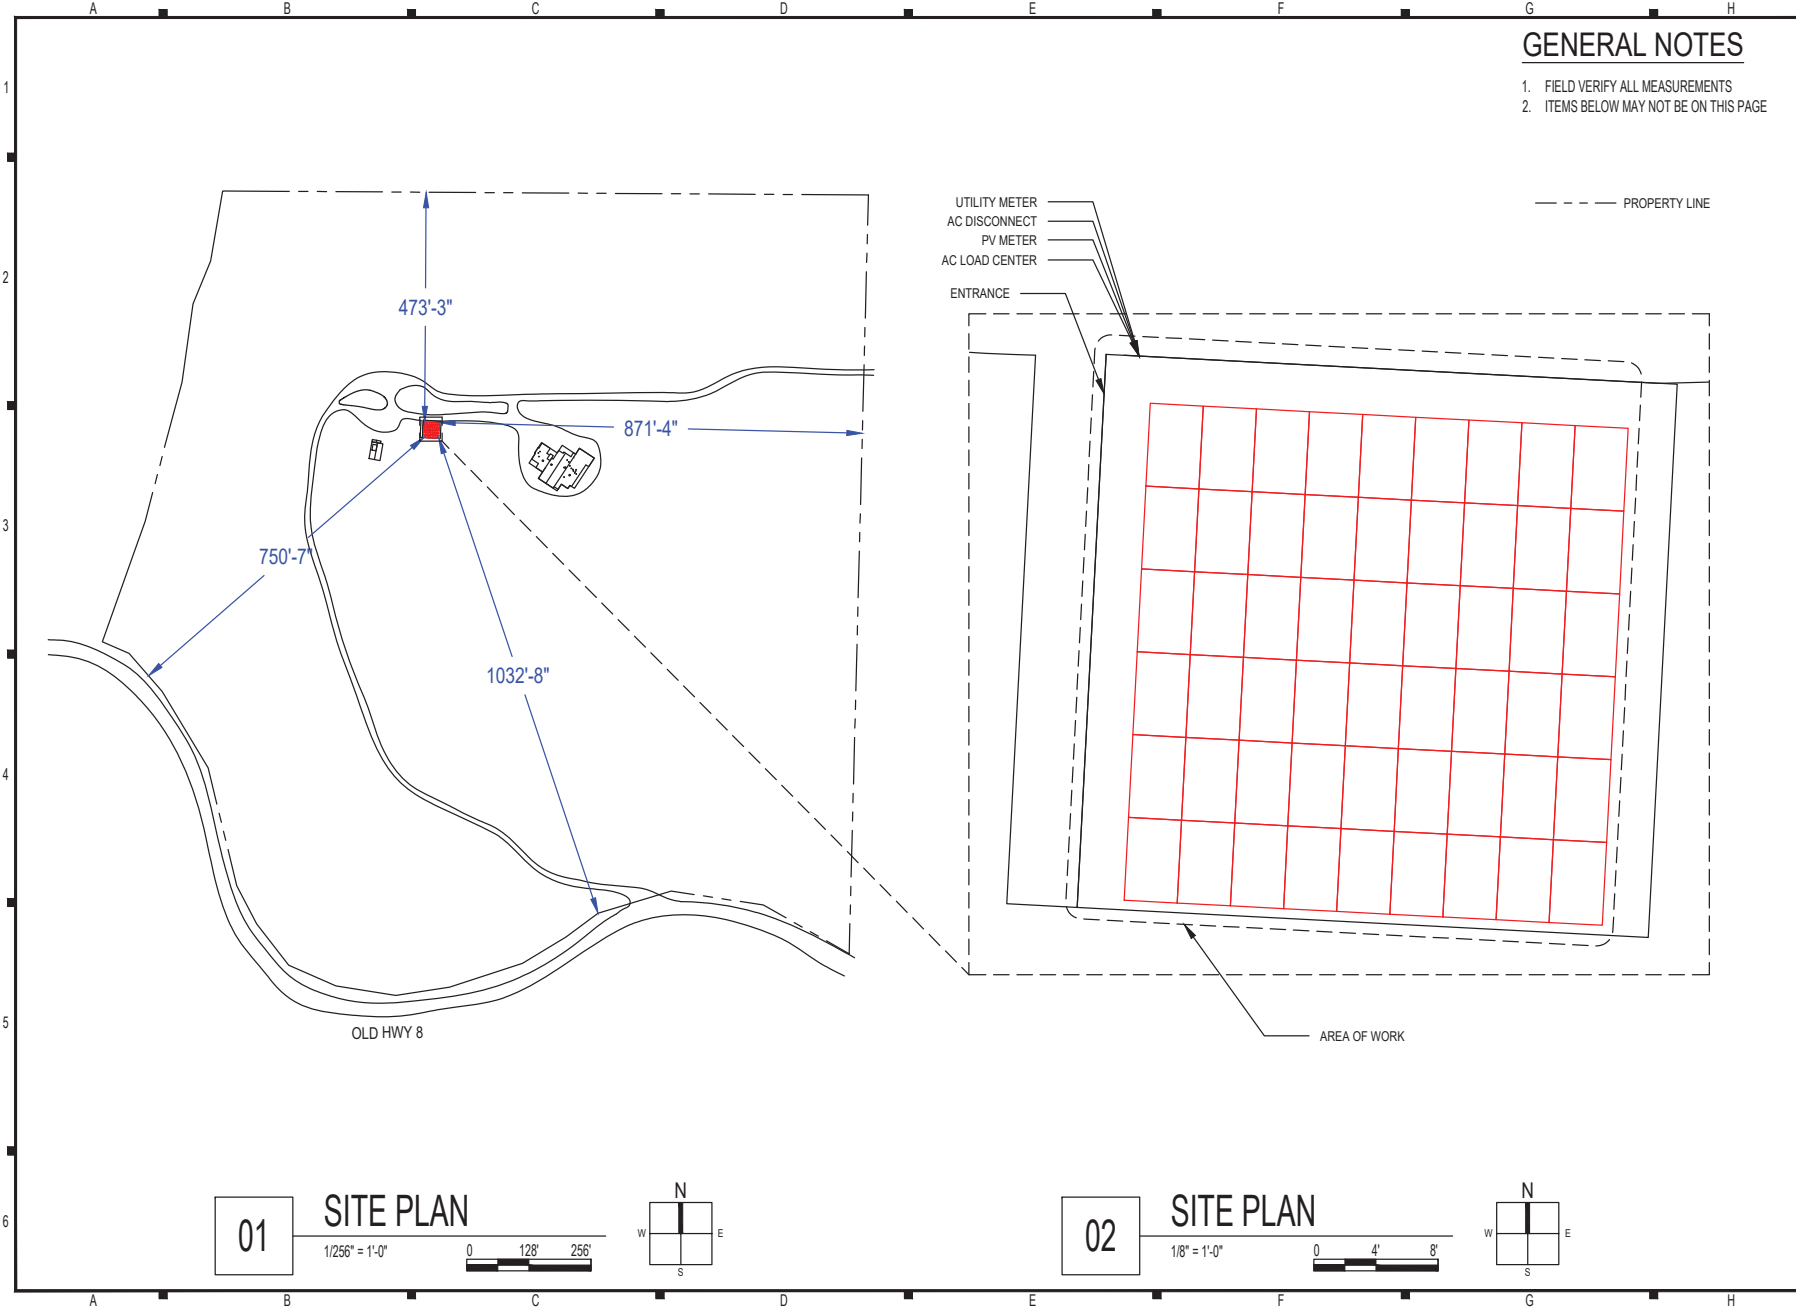 A B C D E F G H
GENERAL NOTES
1. FIELD VERIFY ALL MEASUREMENTS
2. ITEMS BELOW MAY NOT BE ON THIS PAGE
PROPERTY LINE
1
2
3
4
5
6
473'-3"
871'-4"
750'-7"
1032'-8"
OLD HWY 8
UTILITY METER
AC DISCONNECT
PV METER
AC LOAD CENTER
ENTRANCE
AREA OF WORK
01
SITE PLAN
1/256" = 1'-0"
0 128' 256'
N
W E
S
02
SITE PLAN
1/8" = 1'-0"
0 4' 8'
N
W E
S
A B C D E F G H